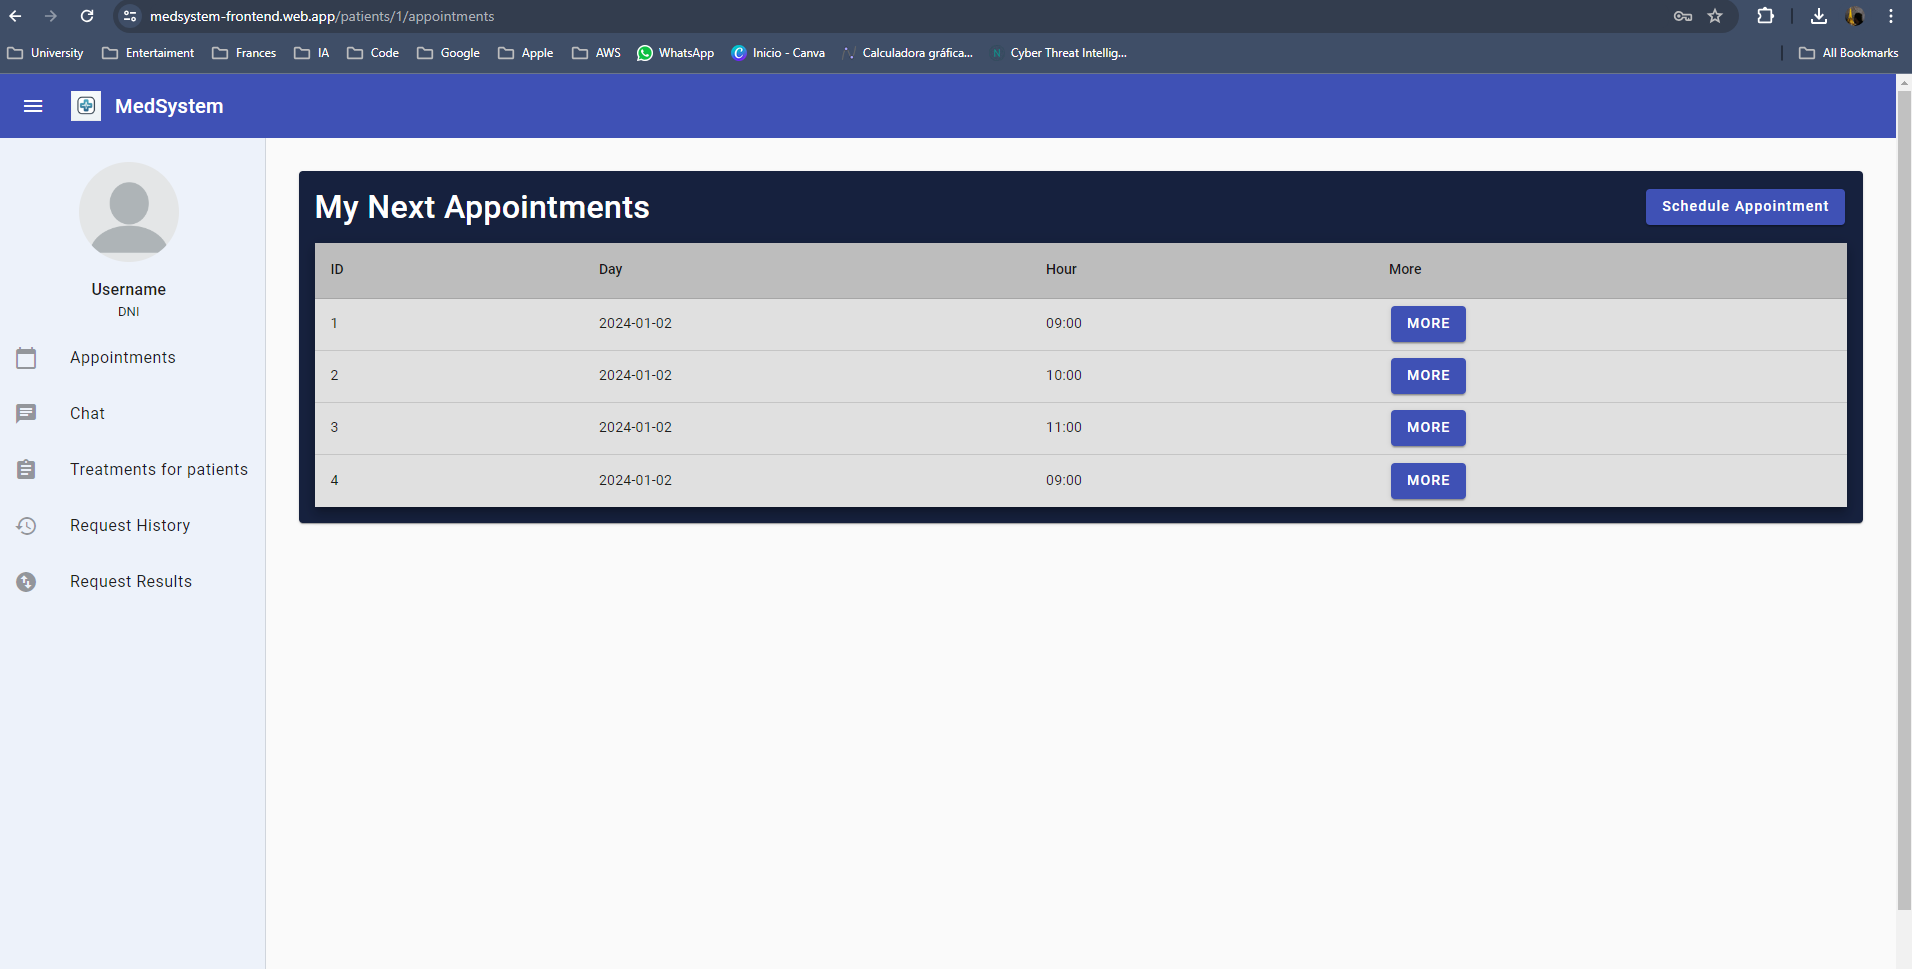 medsystem-frontend.web.app/patients/1/appointments
University Entertaiment Frances IA Code Google Apple AWS WhatsApp Inicio - Canva Calculadora gráfica... Cyber Threat Intellig... All Bookmarks
MedSystem
Username
DNI
Appointments
Chat
Treatments for patients
Request History
Request Results
My Next Appointments Schedule Appointment
ID Day Hour More
1 2024-01-02 09:00 MORE
2 2024-01-02 10:00 MORE
3 2024-01-02 11:00 MORE
4 2024-01-02 09:00 MORE